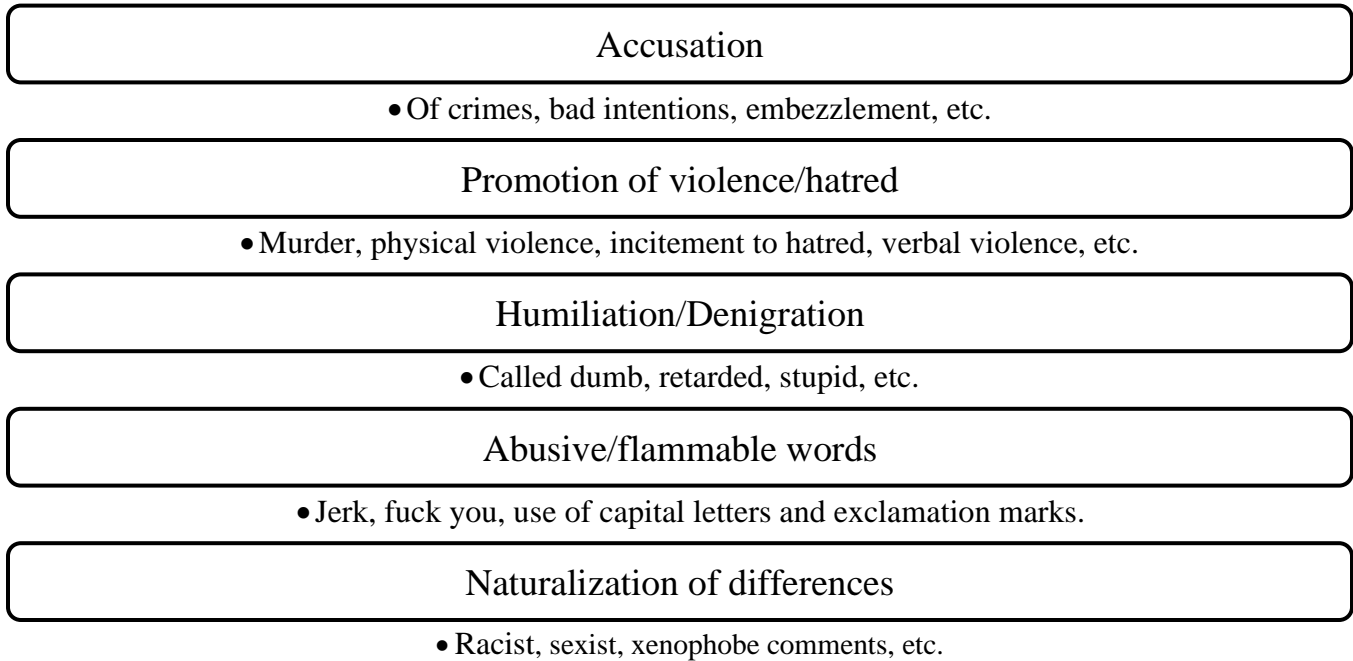 Accusation
• Of crimes, bad intentions, embezzlement, etc.
Promotion of violence/hatred
• Murder, physical violence, incitement to hatred, verbal violence, etc.
Humiliation/Denigration
• Called dumb, retarded, stupid, etc.
Abusive/flammable words
• Jerk, fuck you, use of capital letters and exclamation marks.
Naturalization of differences
• Racist, sexist, xenophobe comments, etc.